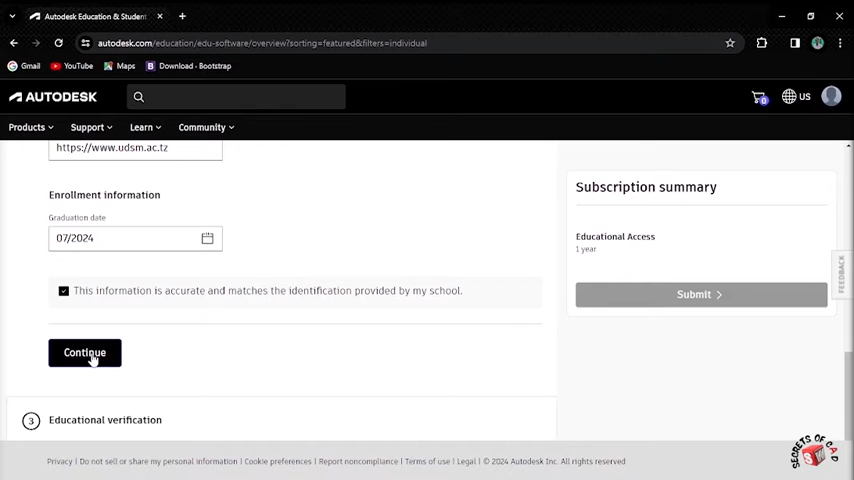 Autodesk Education & Student
autodesk.com/education/edu-software/overview?sorting=featured&filters=individual
Gmail YouTube Maps Download - Bootstrap
AUTODESK 0 US
Products Support Learn Community
https://www.udsm.ac.tz
Subscription summary
Enrollment information
Graduation date
07/2024
Educational Access
1 year
FEEDBACK
This information is accurate and matches the identification provided by my school.
Submit
Continue
3 Educational verification
Privacy | Do not sell or share my personal information | Cookie preferences | Report noncompliance | Terms of use | Legal | © 2024 Autodesk Inc. All rights reserved
SECRETS OF CAD